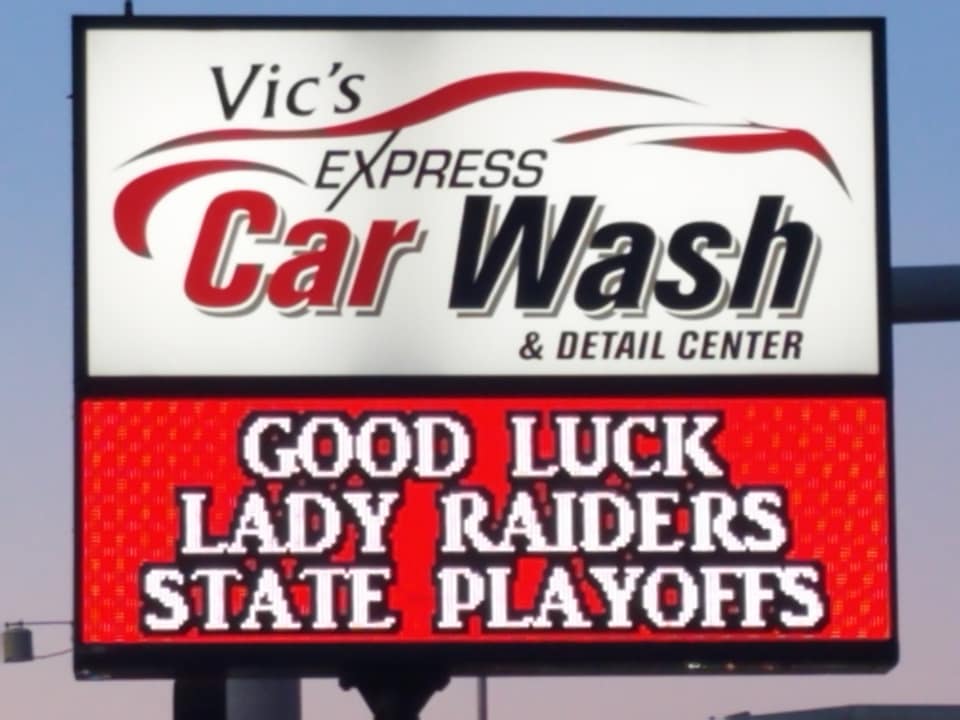 Vic's
EXPRESS
Car Wash
& DETAIL CENTER
GOOD LUCK
LADY RAIDERS
STATE PLAYOFFS